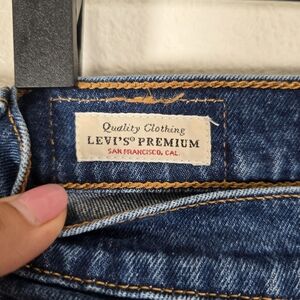 Quality Clothing
LEVI'S® PREMIUM
SAN FRANCISCO, CAL.